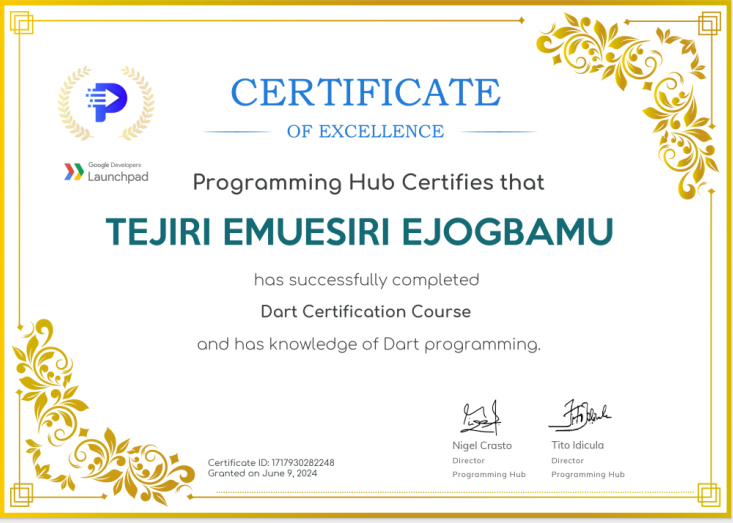 CERTIFICATE
OF EXCELLENCE
Google Developers
Launchpad
Programming Hub Certifies that
TEJIRI EMUESIRI EJOGBAMU
has successfully completed
Dart Certification Course
and has knowledge of Dart programming.
Nigel Crasto
Director
Programming Hub
Tito Idicula
Director
Programming Hub
Certificate ID: 1717930282248
Granted on June 9, 2024